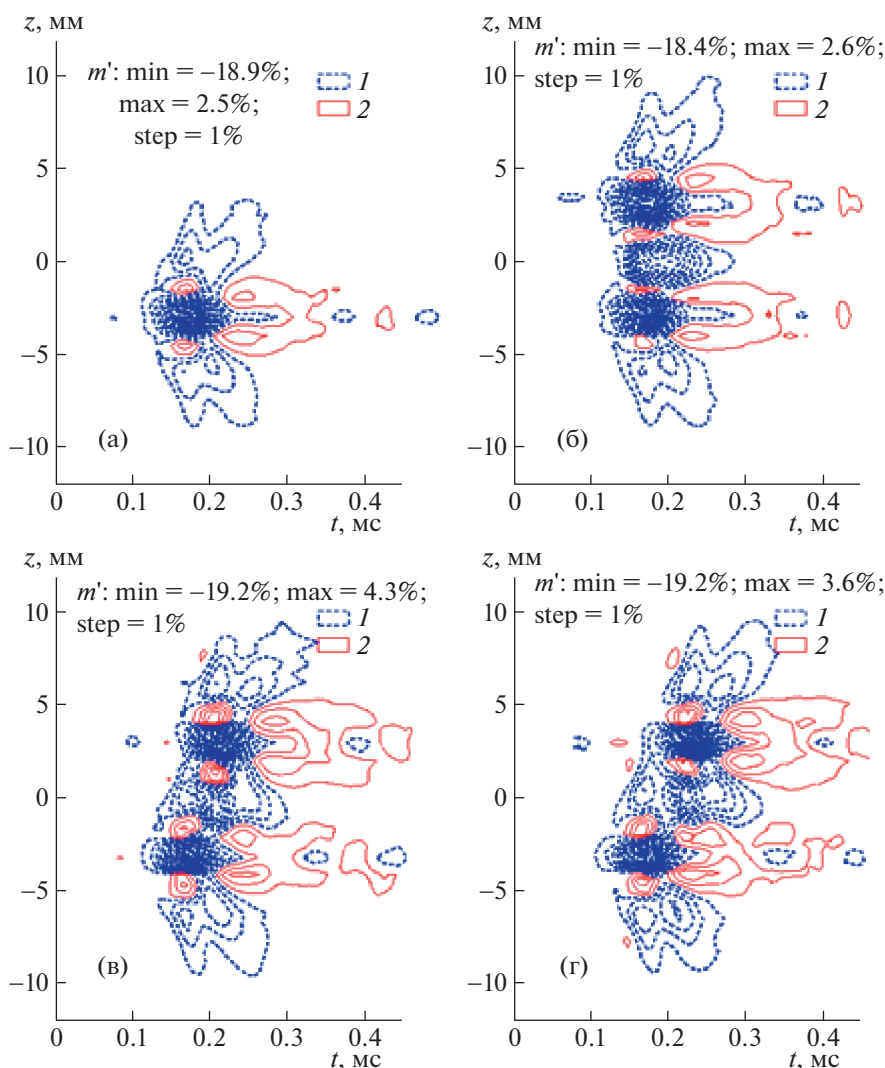 z, мм
10
5
0
−5
−10
m': min = −18.9%;
max = 2.5%;
step = 1%
1
2
(а)
0
0.1
0.2
0.3
0.4
t, мс
z, мм
10
5
0
−5
−10
m': min = −18.4%; max = 2.6%;
step = 1%
1
2
(б)
0
0.1
0.2
0.3
0.4
t, мс
z, мм
10
5
0
−5
−10
m': min = −19.2%; max = 4.3%;
step = 1%
1
2
(в)
0
0.1
0.2
0.3
0.4
t, мс
z, мм
10
5
0
−5
−10
m': min = −19.2%; max = 3.6%;
step = 1%
1
2
(г)
0
0.1
0.2
0.3
0.4
t, мс